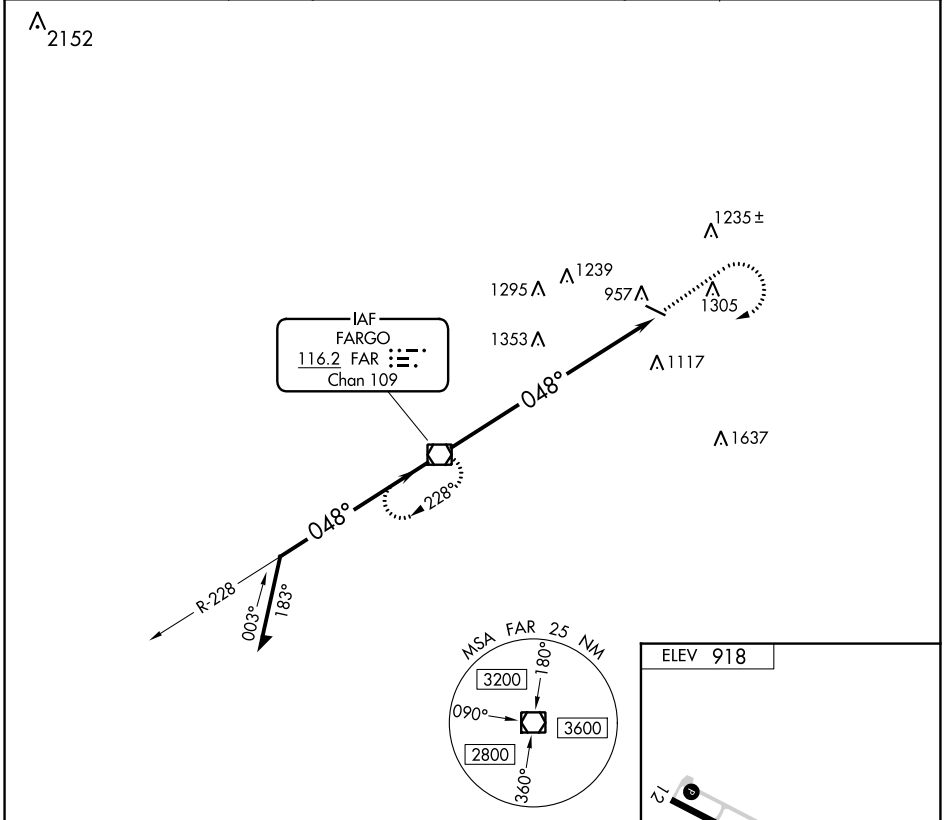 2152
1235±
1239
1295
957
1305
IAF
FARGO
116.2 FAR
Chan 109
1353
1117
048°
1637
228°
048°
R-228
003°
183°
MSA FAR 25 NM
180°
3200
090°
3600
2800
360°
ELEV 918
12
P